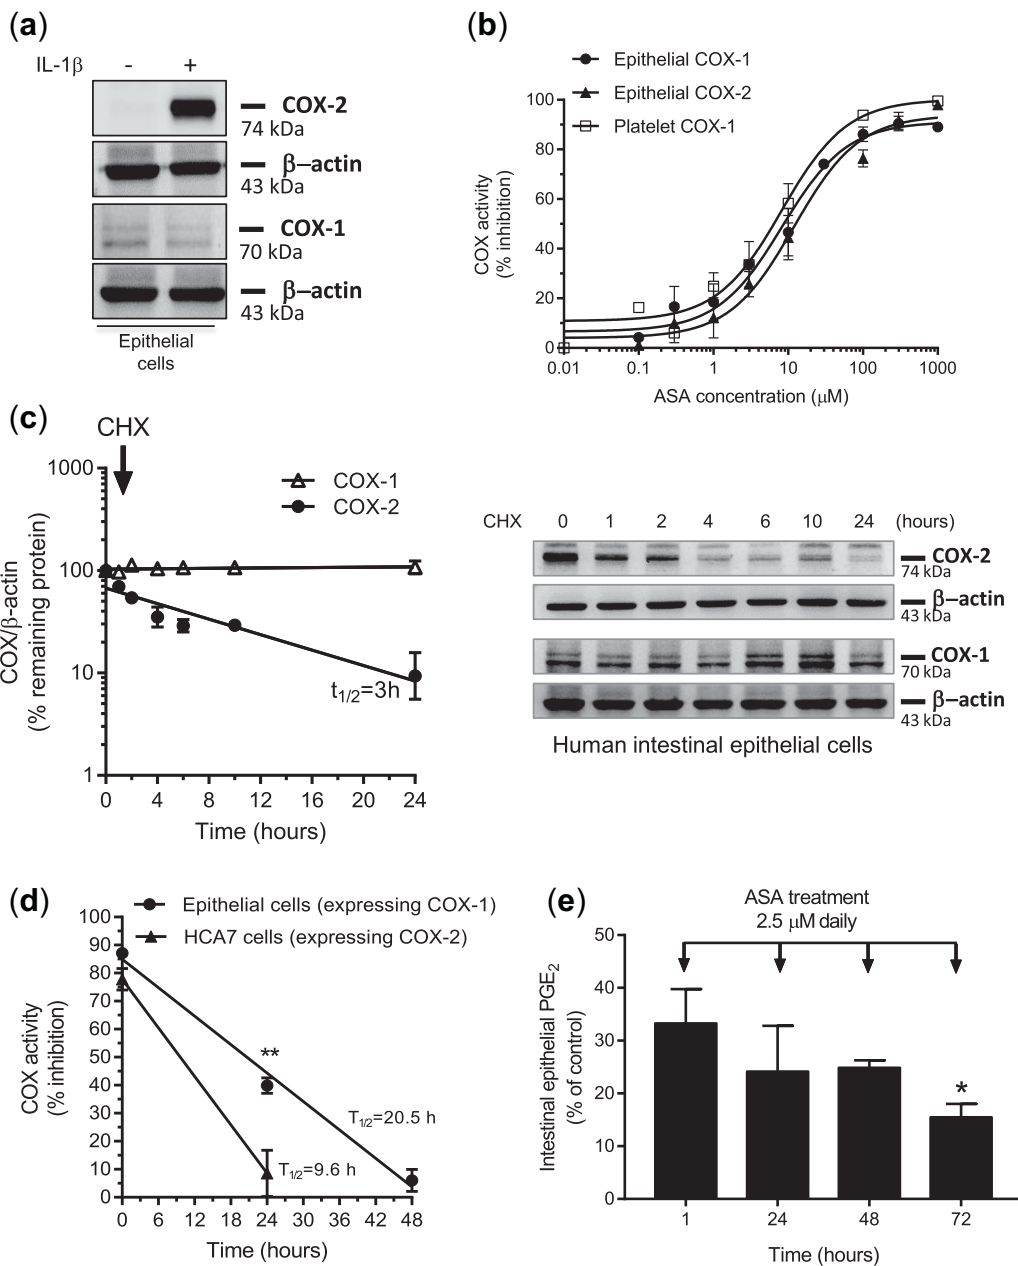 (a)
IL-1β - +
COX-2
74 kDa
β–actin
43 kDa
COX-1
70 kDa
β–actin
43 kDa
Epithelial
cells
(b)
Epithelial COX-1
Epithelial COX-2
Platelet COX-1
COX activity
(% inhibition)
100
80
60
40
20
0
0.01 0.1 1 10 100 1000
ASA concentration (μM)
(c)
CHX
COX-1
COX-2
COX/β-actin
(% remaining protein)
1000
100
10
1
t1/2=3h
0 4 8 12 16 20 24
Time (hours)
CHX 0 1 2 4 6 10 24 (hours)
COX-2
74 kDa
β–actin
43 kDa
COX-1
70 kDa
β–actin
43 kDa
Human intestinal epithelial cells
(d)
Epithelial cells (expressing COX-1)
HCA7 cells (expressing COX-2)
COX activity
(% inhibition)
100
90
80
70
60
50
40
30
20
10
0
**
T1/2=20.5 h
T1/2=9.6 h
0 6 12 18 24 30 36 42 48
Time (hours)
(e)
ASA treatment
2.5 μM daily
Intestinal epithelial PGE2
(% of control)
50
40
30
20
10
0
*
1 24 48 72
Time (hours)